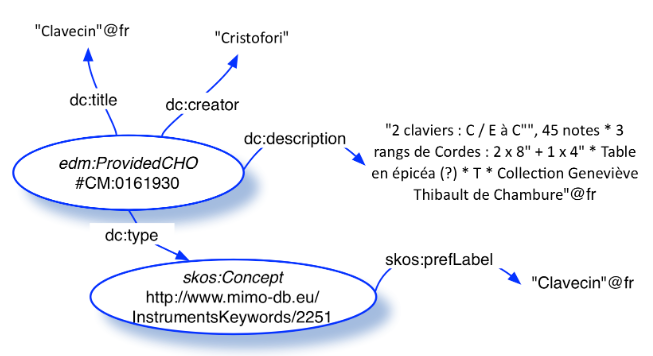 "Clavecin"@fr
"Cristofori"
dc:title
dc:creator
dc:description
"2 claviers : C / E à C"", 45 notes * 3
rangs de Cordes : 2 x 8" + 1 x 4" * Table
en épicéa (?) * T * Collection Geneviève
Thibault de Chambure"@fr
edm:ProvidedCHO
#CM:0161930
dc:type
skos:Concept
http://www.mimo-db.eu/
InstrumentsKeywords/2251
skos:prefLabel
"Clavecin"@fr